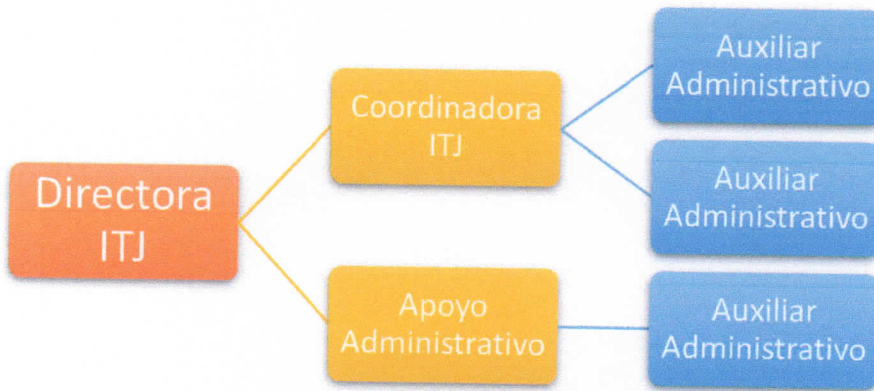 Directora
ITJ
Coordinadora
ITJ
Auxiliar
Administrativo
Auxiliar
Administrativo
Apoyo
Administrativo
Auxiliar
Administrativo